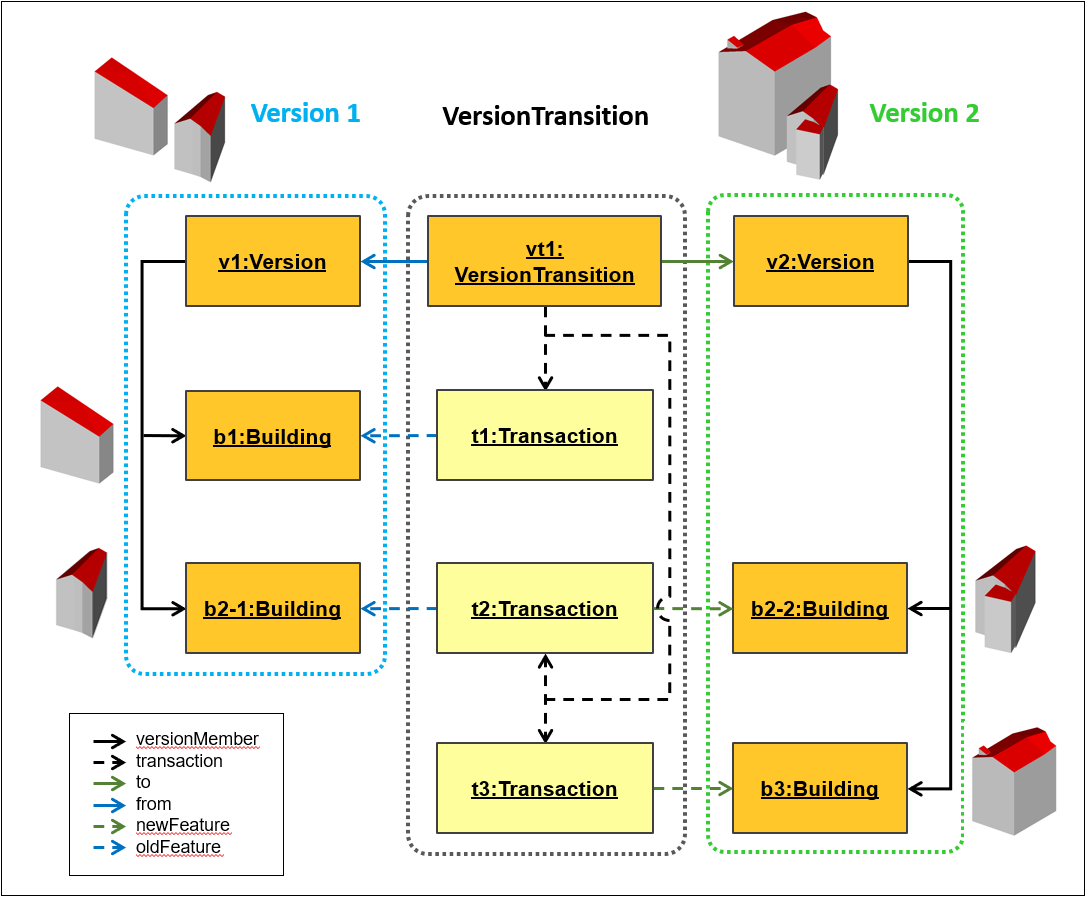 Version 1
VersionTransition
Version 2
v1:Version
vt1:
VersionTransition
v2:Version
b1:Building
t1:Transaction
b2-1:Building
t2:Transaction
b2-2:Building
t3:Transaction
b3:Building
versionMember
transaction
to
from
newFeature
oldFeature